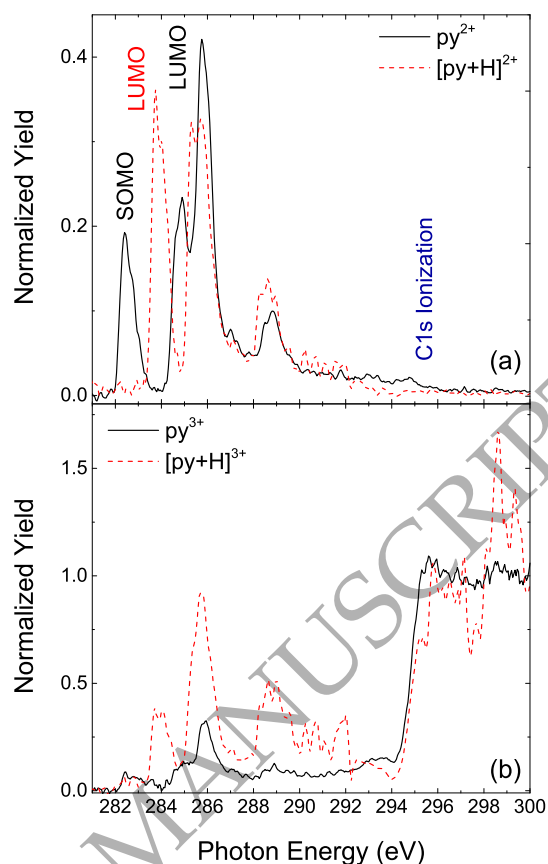 0.4
py2+
[py+H]2+
LUMO
LUMO
SOMO
Normalized Yield
0.2
C1s Ionization
0.0
(a)
py3+
[py+H]3+
1.5
Normalized Yield
1.0
0.5
0.0
(b)
282 284 286 288 290 292 294 296 298 300
Photon Energy (eV)
MANUSCRIPT